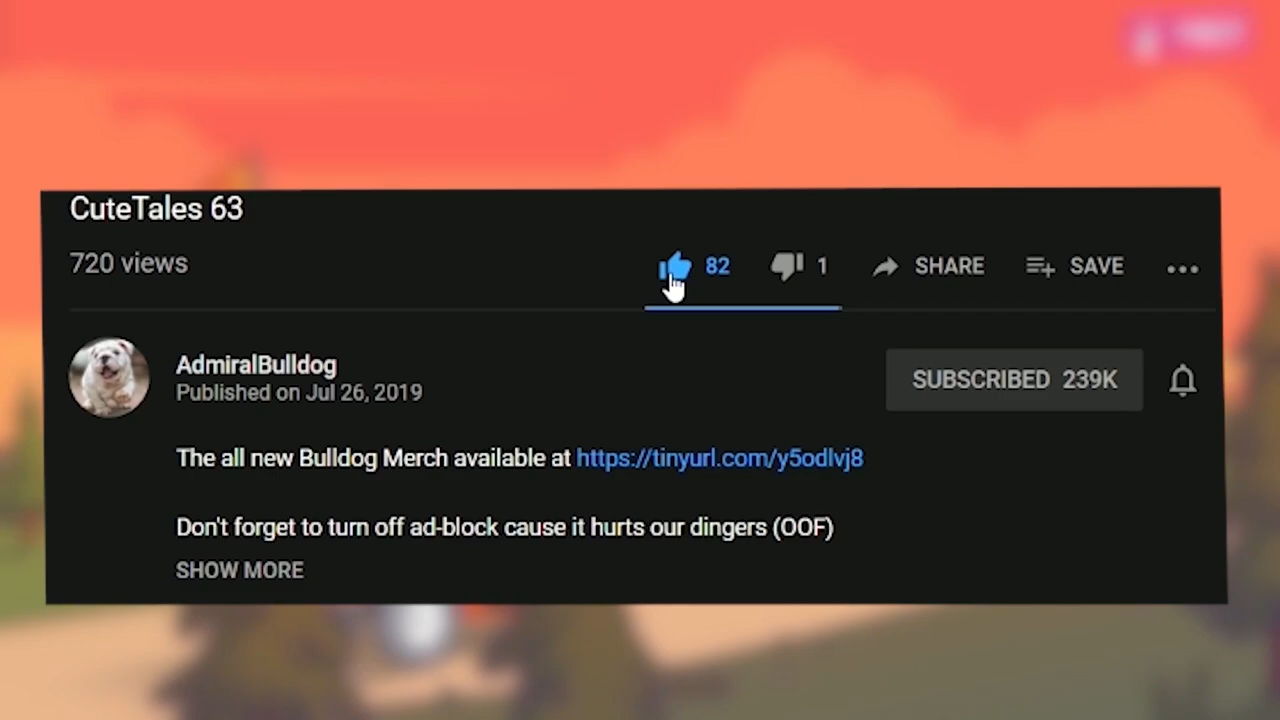 CuteTales 63
720 views
82 1 SHARE SAVE
AdmiralBulldog
Published on Jul 26, 2019
SUBSCRIBED 239K
The all new Bulldog Merch available at https://tinyurl.com/y5odlvj8
Don't forget to turn off ad-block cause it hurts our dingers (OOF)
SHOW MORE